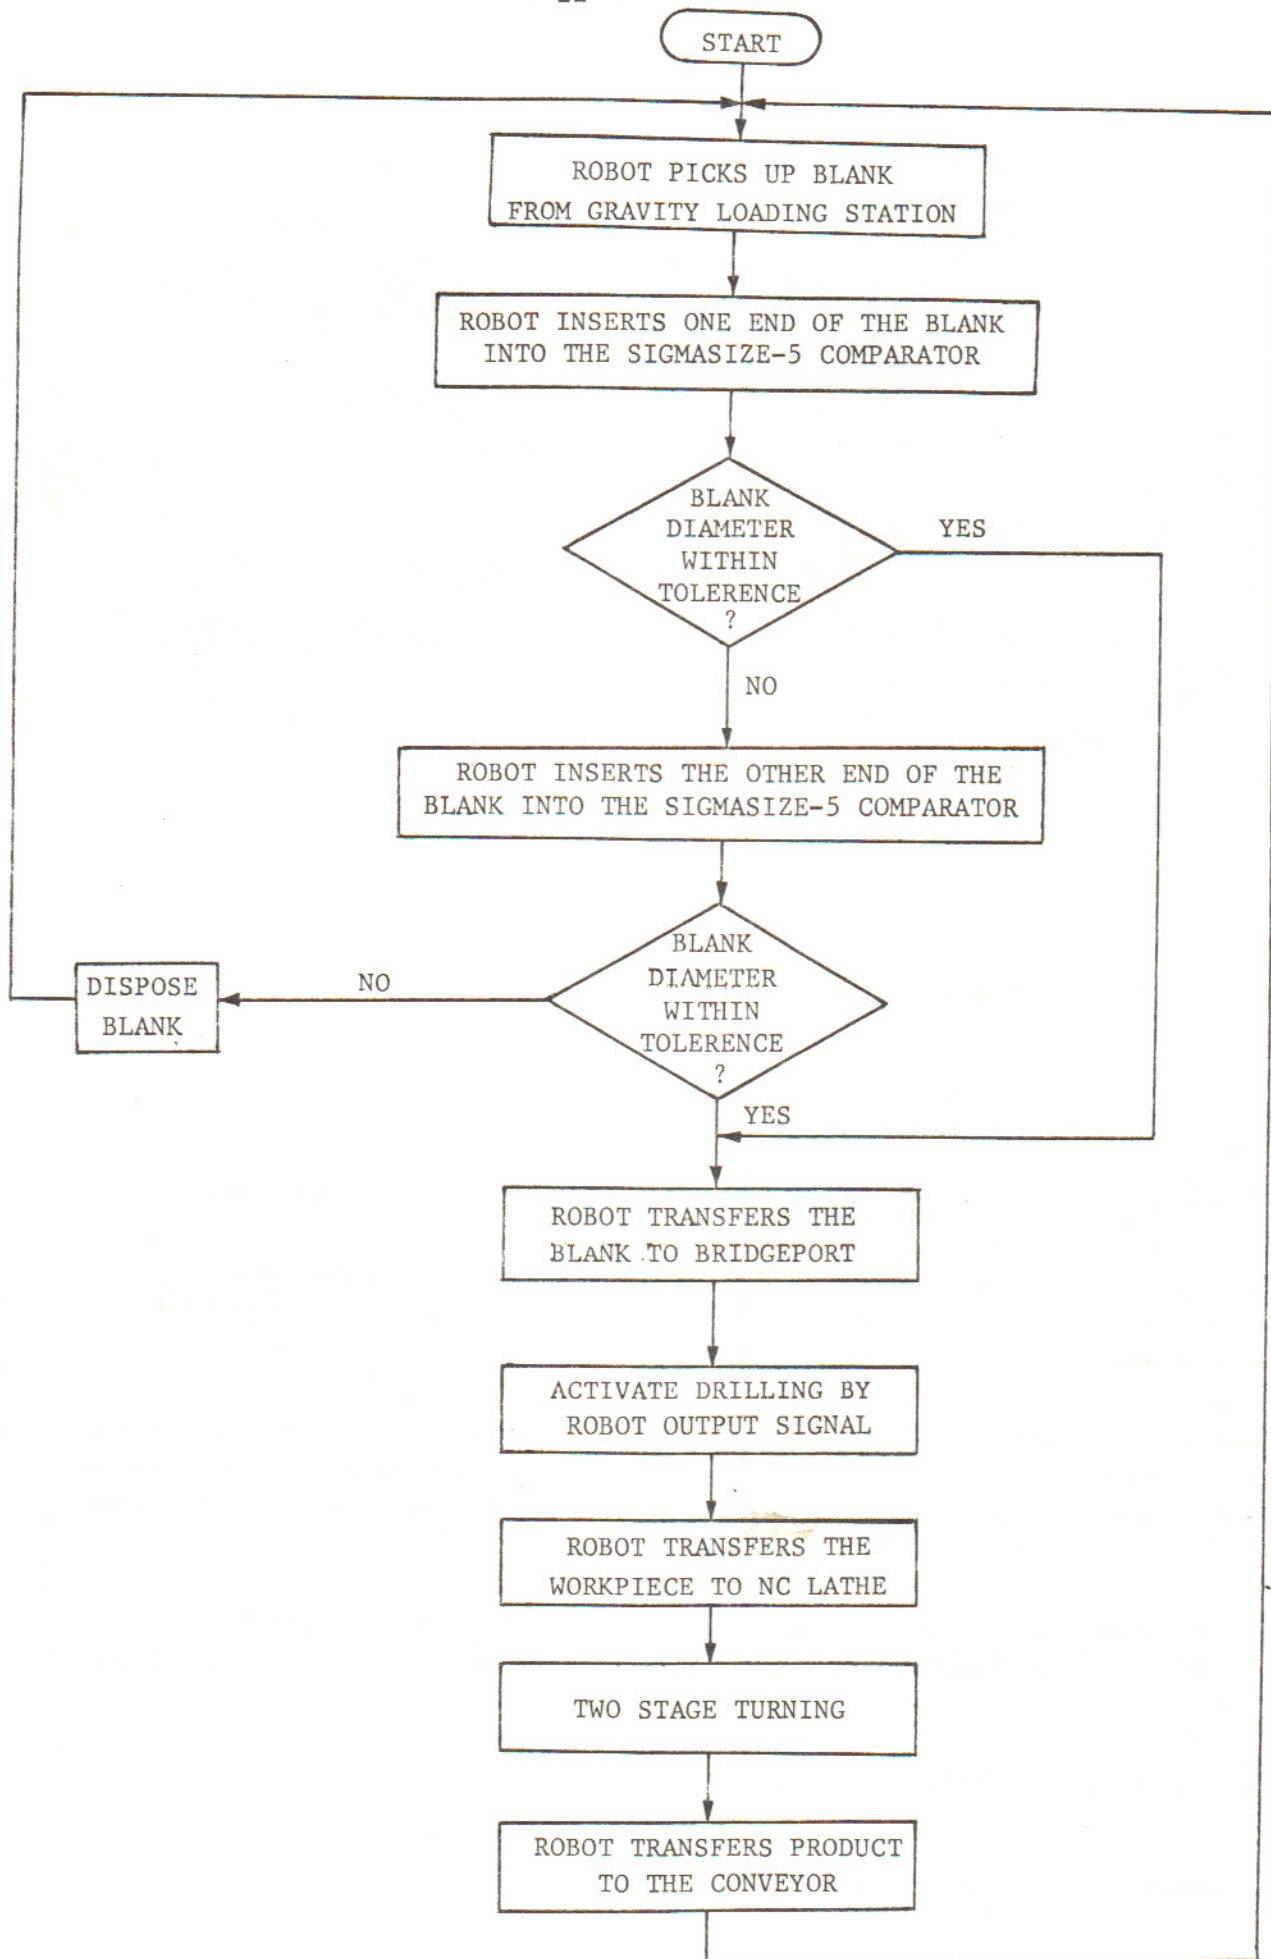 START
ROBOT PICKS UP BLANK
FROM GRAVITY LOADING STATION
ROBOT INSERTS ONE END OF THE BLANK
INTO THE SIGMASIZE-5 COMPARATOR
BLANK
DIAMETER
WITHIN
TOLERENCE
?
YES
NO
ROBOT INSERTS THE OTHER END OF THE
BLANK INTO THE SIGMASIZE-5 COMPARATOR
BLANK
DIAMETER
WITHIN
TOLERENCE
?
NO
DISPOSE
BLANK
YES
ROBOT TRANSFERS THE
BLANK TO BRIDGEPORT
ACTIVATE DRILLING BY
ROBOT OUTPUT SIGNAL
ROBOT TRANSFERS THE
WORKPIECE TO NC LATHE
TWO STAGE TURNING
ROBOT TRANSFERS PRODUCT
TO THE CONVEYOR